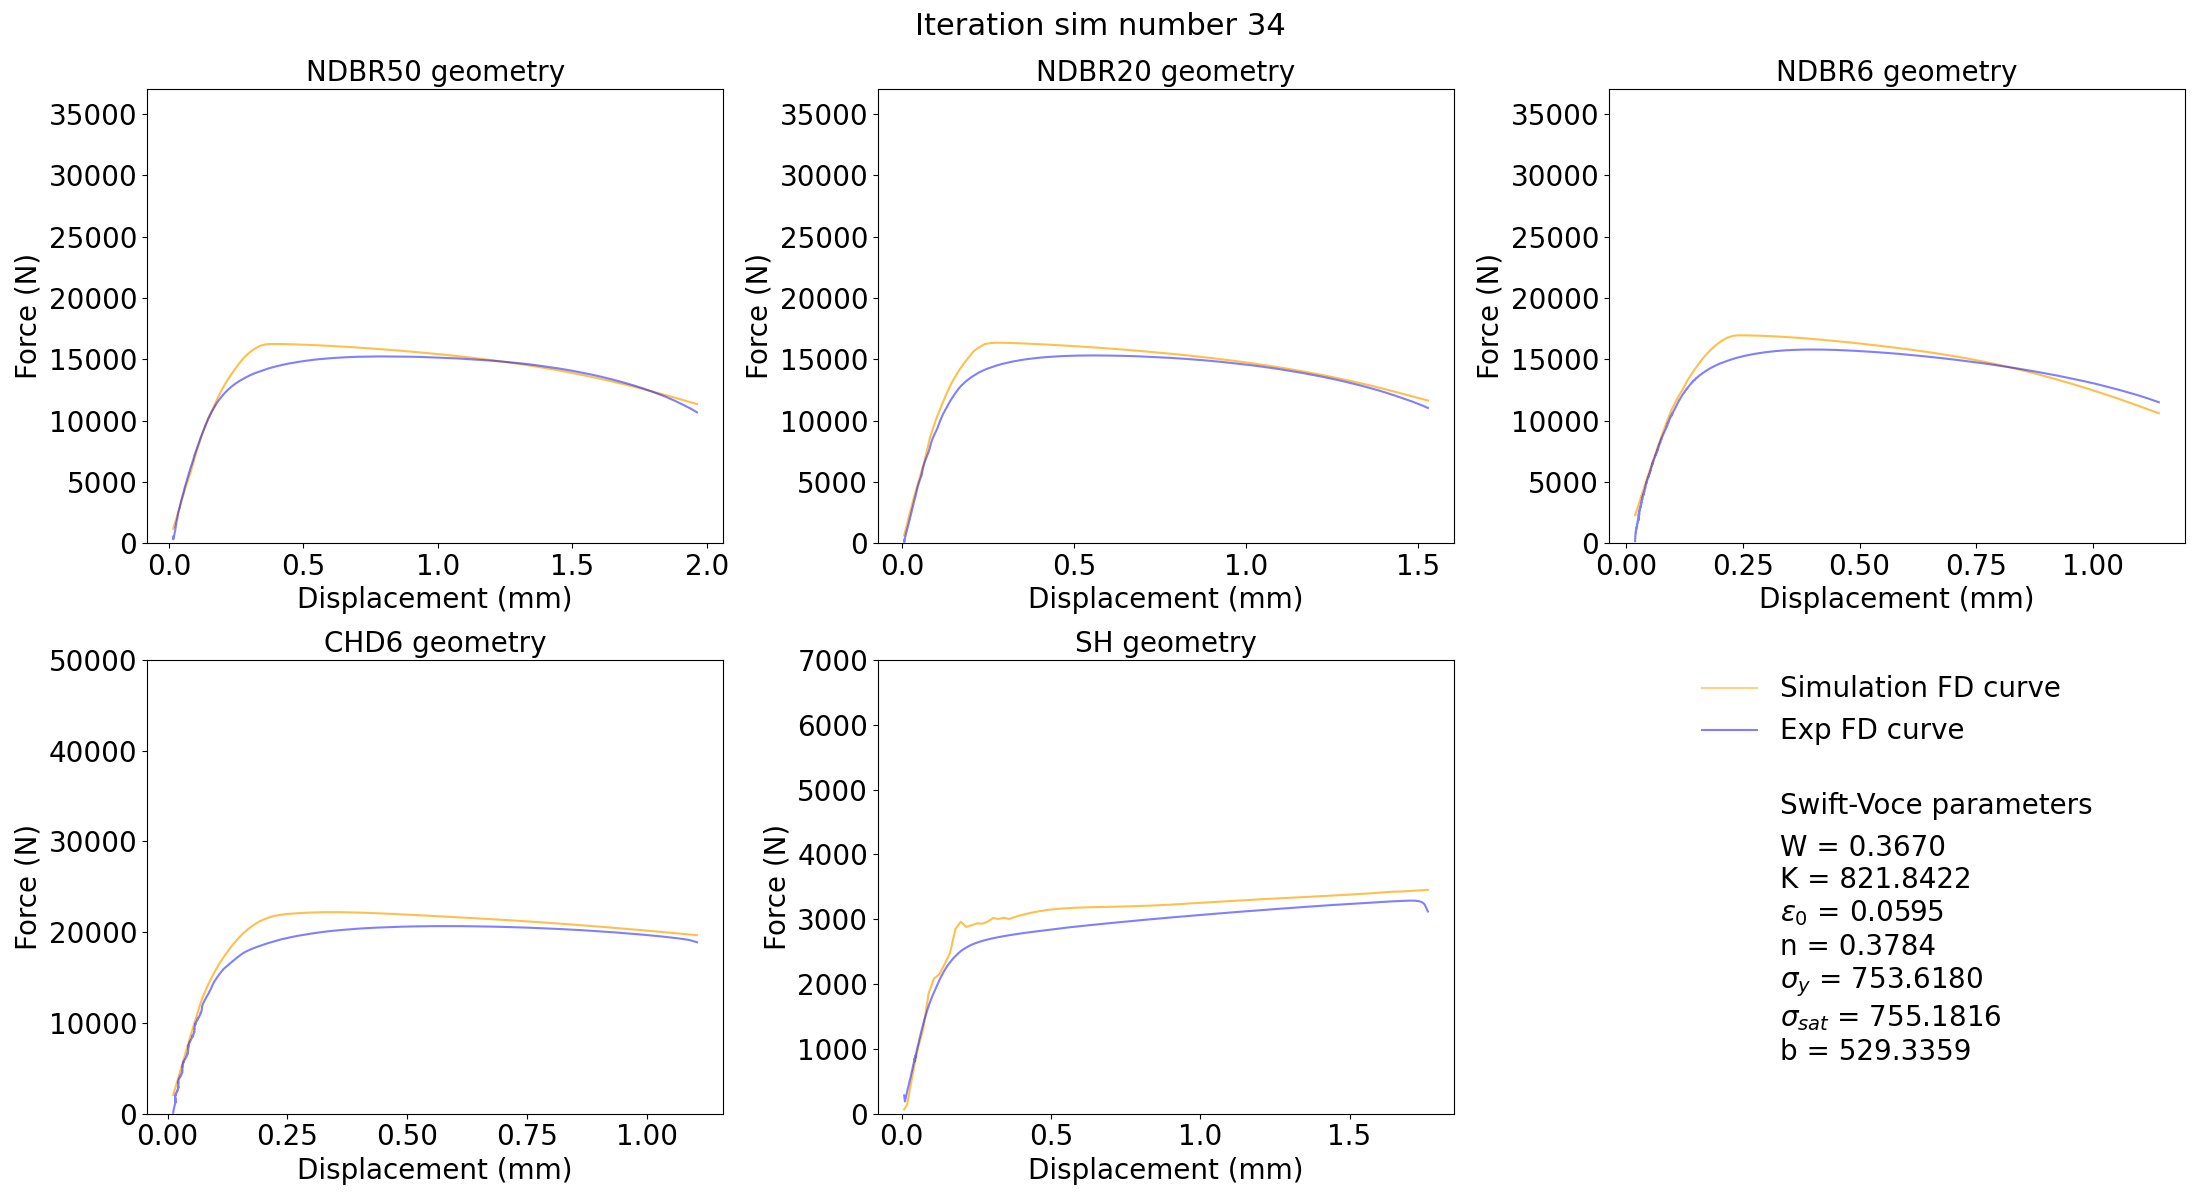 Iteration sim number 34
NDBR50 geometry
NDBR20 geometry
NDBR6 geometry
35000
30000
25000
20000
15000
10000
5000
0
Force (N)
0.0 0.5 1.0 1.5 2.0
Displacement (mm)
35000
30000
25000
20000
15000
10000
5000
0
Force (N)
0.0 0.5 1.0 1.5
Displacement (mm)
35000
30000
25000
20000
15000
10000
5000
0
Force (N)
0.00 0.25 0.50 0.75 1.00
Displacement (mm)
CHD6 geometry
50000
40000
30000
20000
10000
0
Force (N)
0.00 0.25 0.50 0.75 1.00
Displacement (mm)
SH geometry
7000
6000
5000
4000
3000
2000
1000
0
Force (N)
0.0 0.5 1.0 1.5
Displacement (mm)
Simulation FD curve
Exp FD curve
Swift-Voce parameters
W = 0.3670
K = 821.8422
ε₀ = 0.0595
n = 0.3784
σ_y = 753.6180
σ_sat = 755.1816
b = 529.3359